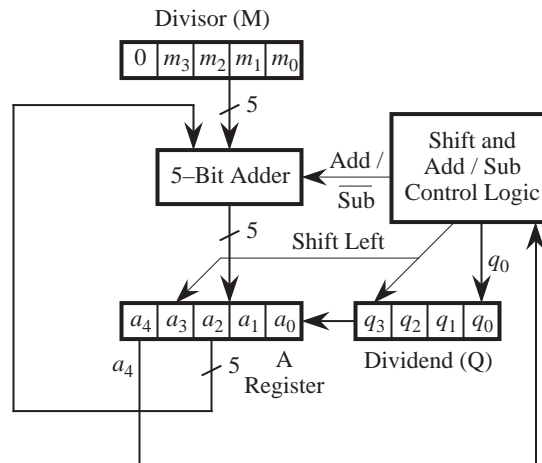 Divisor (M)
0 m3 m2 m1 m0
5
5–Bit Adder
Add /
Sub
Shift and
Add / Sub
Control Logic
5
Shift Left
q0
a4 a3 a2 a1 a0
q3 q2 q1 q0
a4
5
A
Register
Dividend (Q)